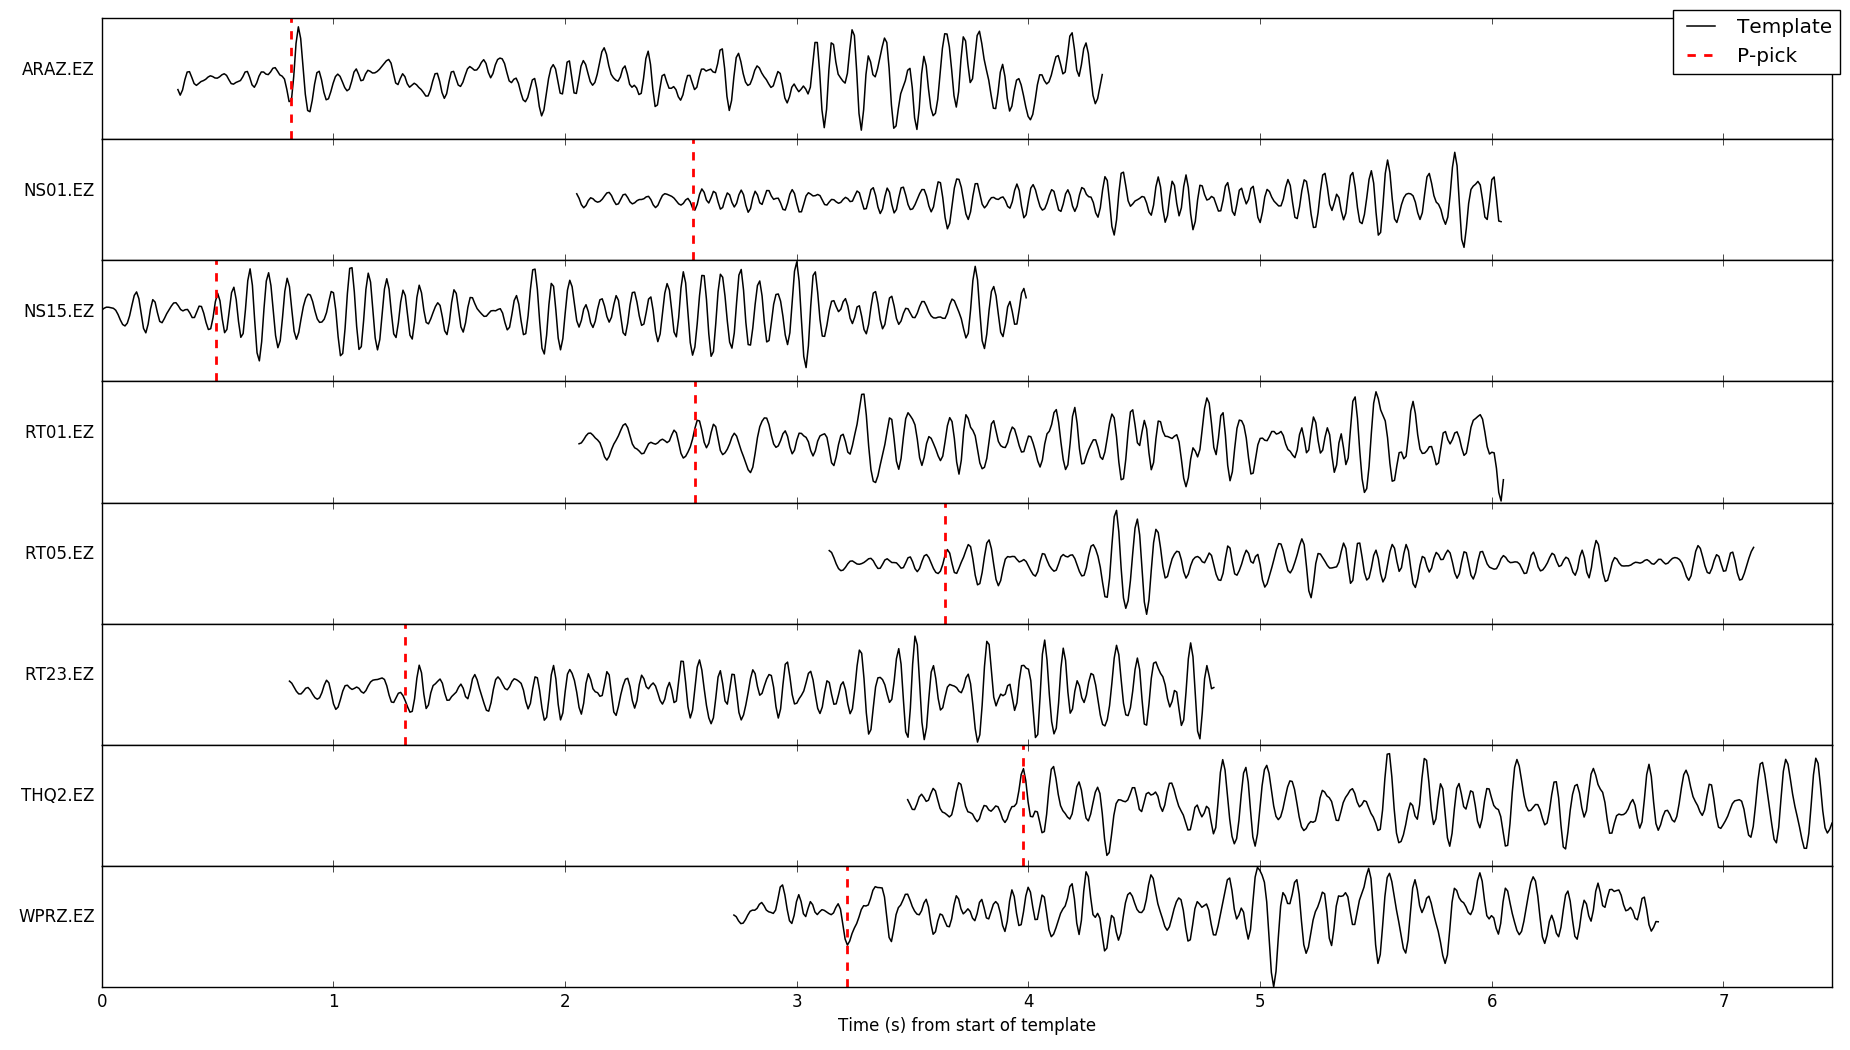 Template
P-pick
ARAZ.EZ
NS01.EZ
NS15.EZ
RT01.EZ
RT05.EZ
RT23.EZ
THQ2.EZ
WPRZ.EZ
0 1 2 3 4 5 6 7
Time (s) from start of template